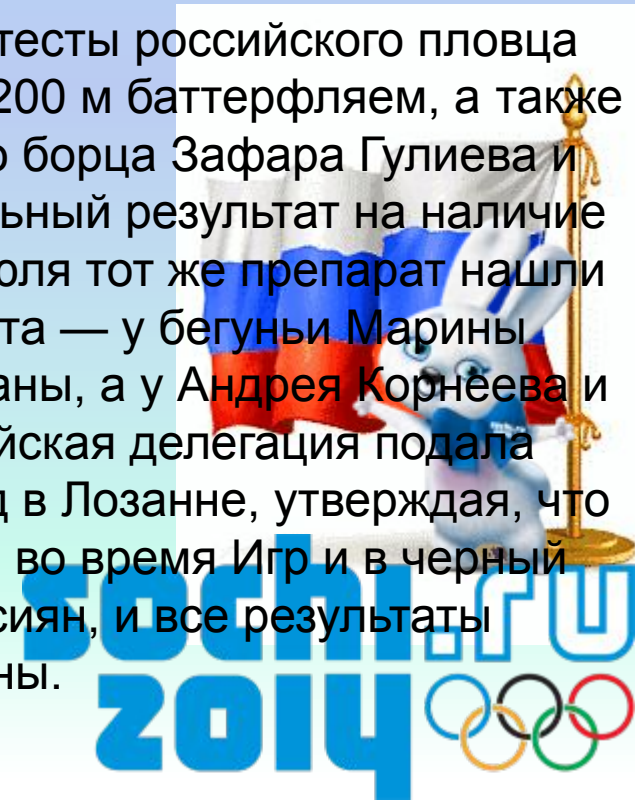 тесты российского пловца
200 м баттерфляем, а также
борца Зафара Гулиева и
ьный результат на наличие
юля тот же препарат нашли
та — у бегуньи Марины
аны, а у Андрея Корнеева и
йская делегация подала
д в Лозанне, утверждая, что
во время Игр и в черный
сиян, и все результаты
ны.
sochi.ru
2014